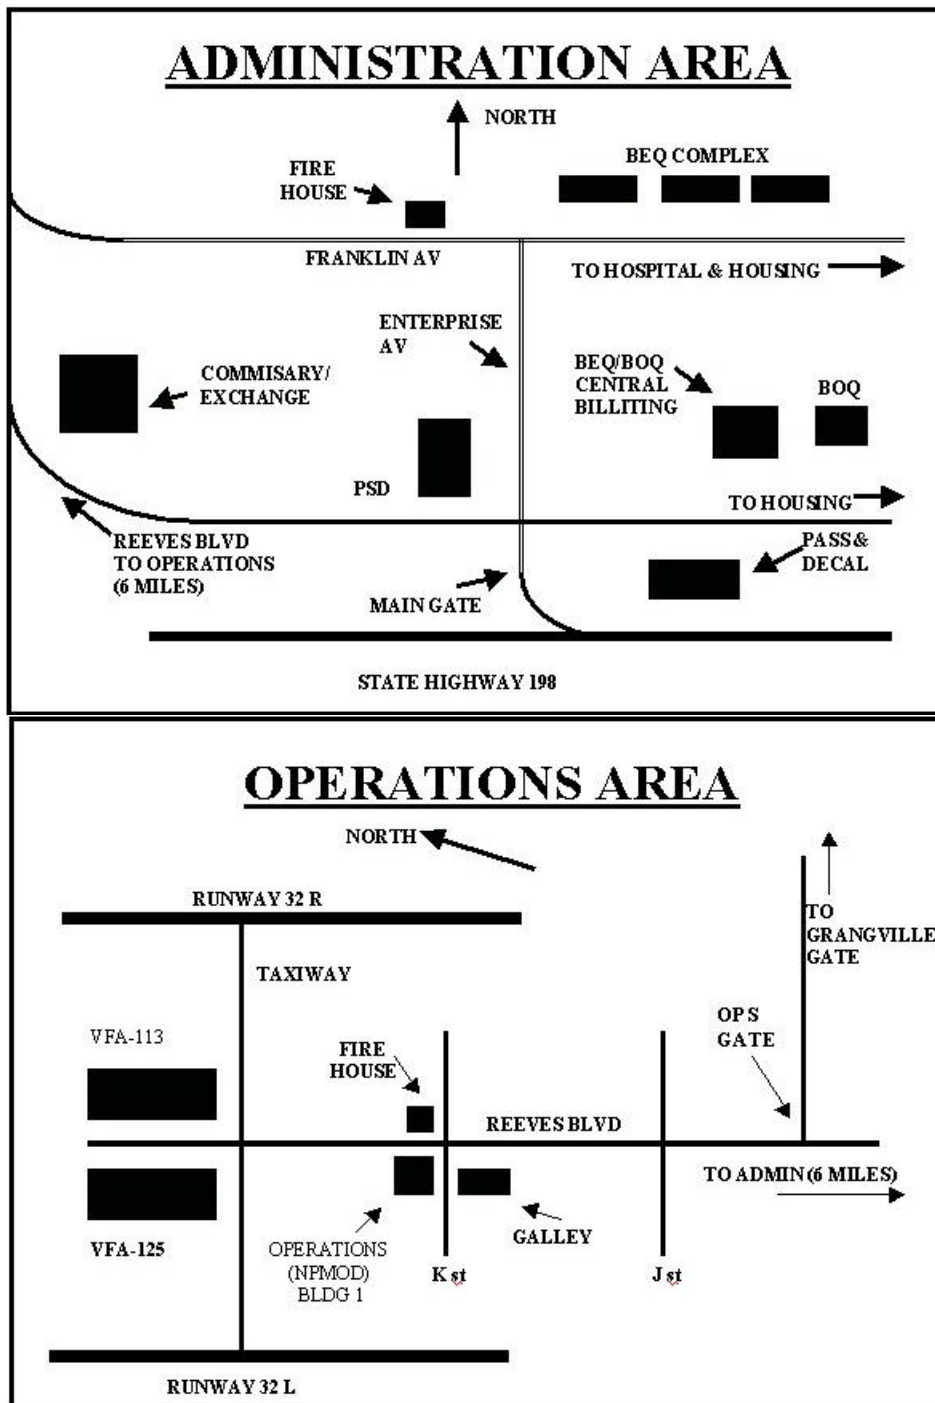 ADMINISTRATION AREA
NORTH
BEQ COMPLEX
FIRE
HOUSE
FRANKLIN AV
TO HOSPITAL & HOUSING
ENTERPRISE
AV
COMMISARY/
EXCHANGE
BEQ/BOQ
CENTRAL
BILLITING
BOQ
PSD
TO HOUSING
REEVES BLVD
TO OPERATIONS
(6 MILES)
PASS &
DECAL
MAIN GATE
STATE HIGHWAY 198
OPERATIONS AREA
NORTH
RUNWAY 32 R
TO
GRANGVILLE
GATE
TAXIWAY
OPS
GATE
VFA-113
FIRE
HOUSE
REEVES BLVD
TO ADMIN (6 MILES)
GALLEY
VFA-125
OPERATIONS
(NPMOD)
BLDG 1
K st
J st
RUNWAY 32 L